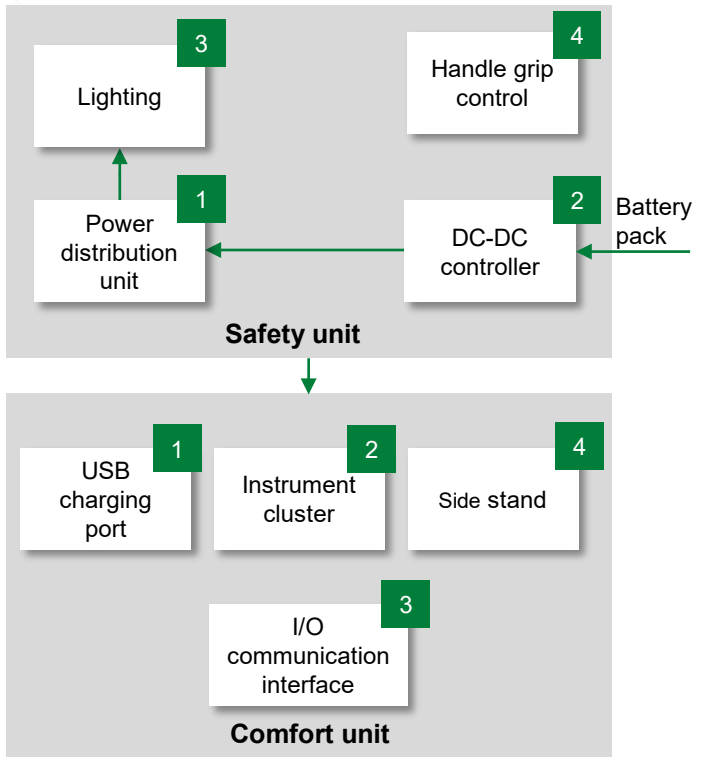 3
Lighting
4
Handle grip
control
1
Power
distribution
unit
2
DC-DC
controller
Battery
pack
Safety unit
1
USB
charging
port
2
Instrument
cluster
4
Side stand
3
I/O
communication
interface
Comfort unit